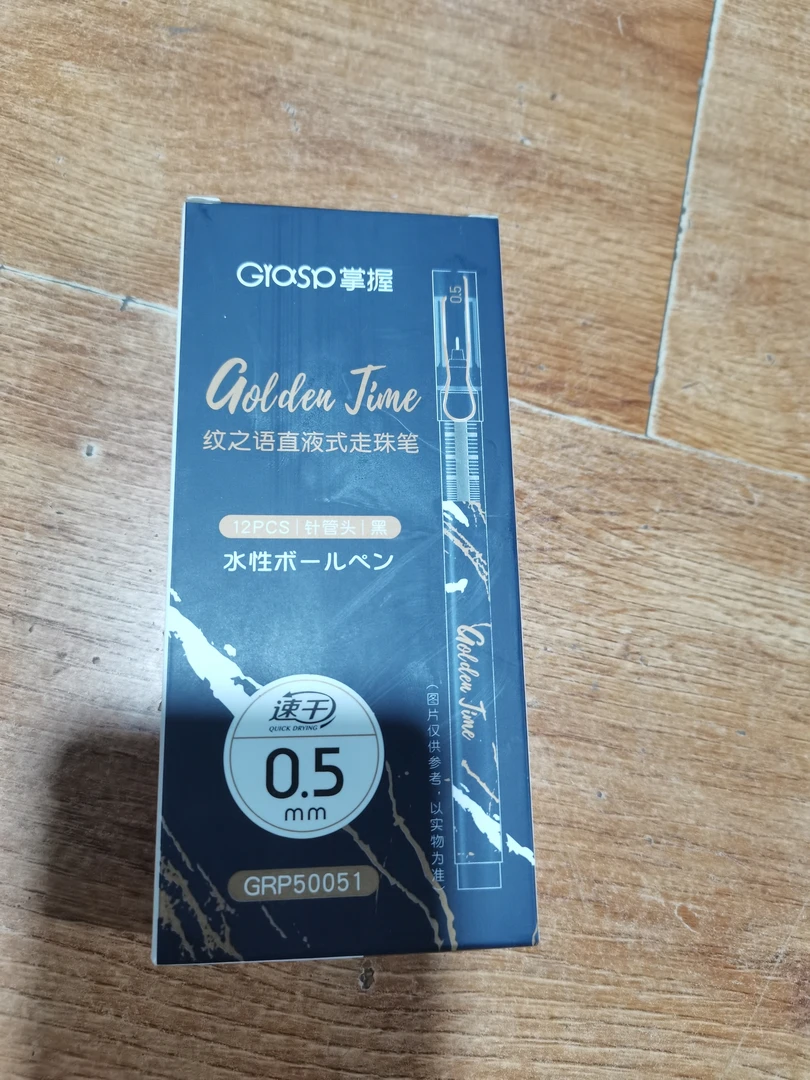 Grasp掌握
Golden Time
纹之语直液式走珠笔
12PCS|针管头|黑
水性ボールペン
速干
QUICK DRYING
0.5
mm
GRP50051
0.5
Golden Time
(图片仅供参考，以实物为准)